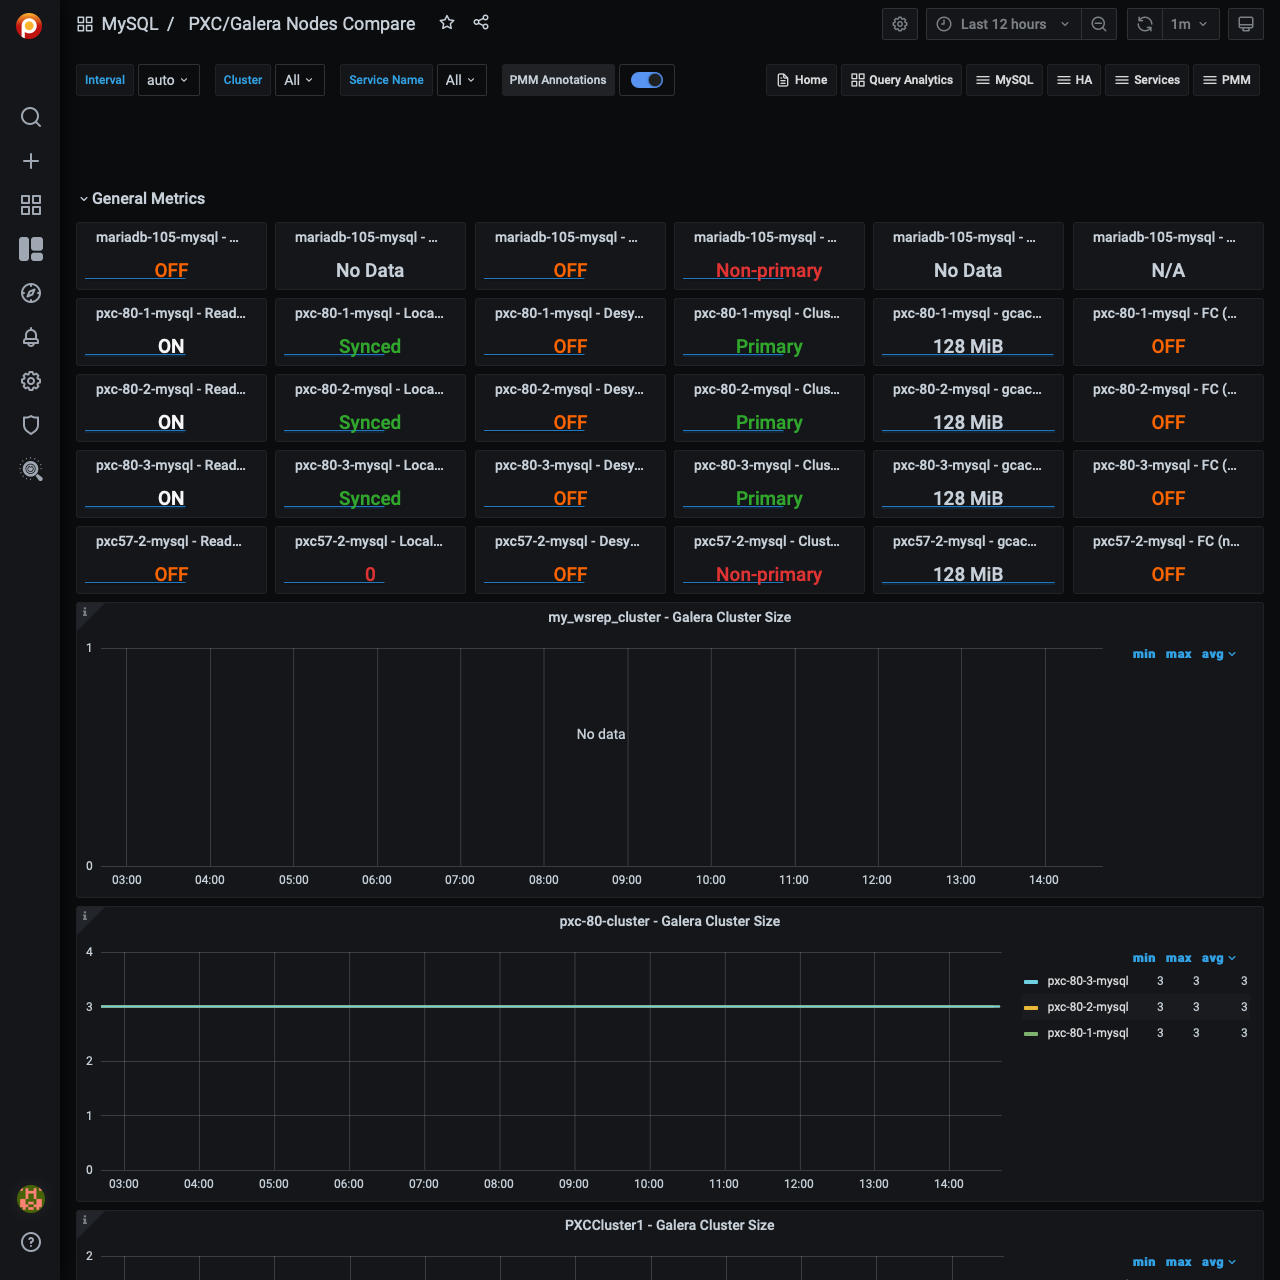 MySQL / PXC/Galera Nodes Compare
Last 12 hours
1m
Interval auto Cluster All Service Name All PMM Annotations
Home Query Analytics MySQL HA Services PMM
General Metrics
mariadb-105-mysql - ... mariadb-105-mysql - ... mariadb-105-mysql - ... mariadb-105-mysql - ... mariadb-105-mysql - ... mariadb-105-mysql - ...
OFF No Data OFF Non-primary No Data N/A
pxc-80-1-mysql - Read... pxc-80-1-mysql - Loca... pxc-80-1-mysql - Desy... pxc-80-1-mysql - Clus... pxc-80-1-mysql - gcac... pxc-80-1-mysql - FC (...
ON Synced OFF Primary 128 MiB OFF
pxc-80-2-mysql - Read... pxc-80-2-mysql - Loca... pxc-80-2-mysql - Desy... pxc-80-2-mysql - Clus... pxc-80-2-mysql - gcac... pxc-80-2-mysql - FC (...
ON Synced OFF Primary 128 MiB OFF
pxc-80-3-mysql - Read... pxc-80-3-mysql - Loca... pxc-80-3-mysql - Desy... pxc-80-3-mysql - Clus... pxc-80-3-mysql - gcac... pxc-80-3-mysql - FC (...
ON Synced OFF Primary 128 MiB OFF
pxc57-2-mysql - Read... pxc57-2-mysql - Local... pxc57-2-mysql - Desy... pxc57-2-mysql - Clust... pxc57-2-mysql - gcac... pxc57-2-mysql - FC (n...
OFF 0 OFF Non-primary 128 MiB OFF
my_wsrep_cluster - Galera Cluster Size
1
min max avg
No data
0
03:00 04:00 05:00 06:00 07:00 08:00 09:00 10:00 11:00 12:00 13:00 14:00
pxc-80-cluster - Galera Cluster Size
4
min max avg
pxc-80-3-mysql 3 3 3
3
pxc-80-2-mysql 3 3 3
pxc-80-1-mysql 3 3 3
2
1
0
03:00 04:00 05:00 06:00 07:00 08:00 09:00 10:00 11:00 12:00 13:00 14:00
PXCCluster1 - Galera Cluster Size
2
min max avg